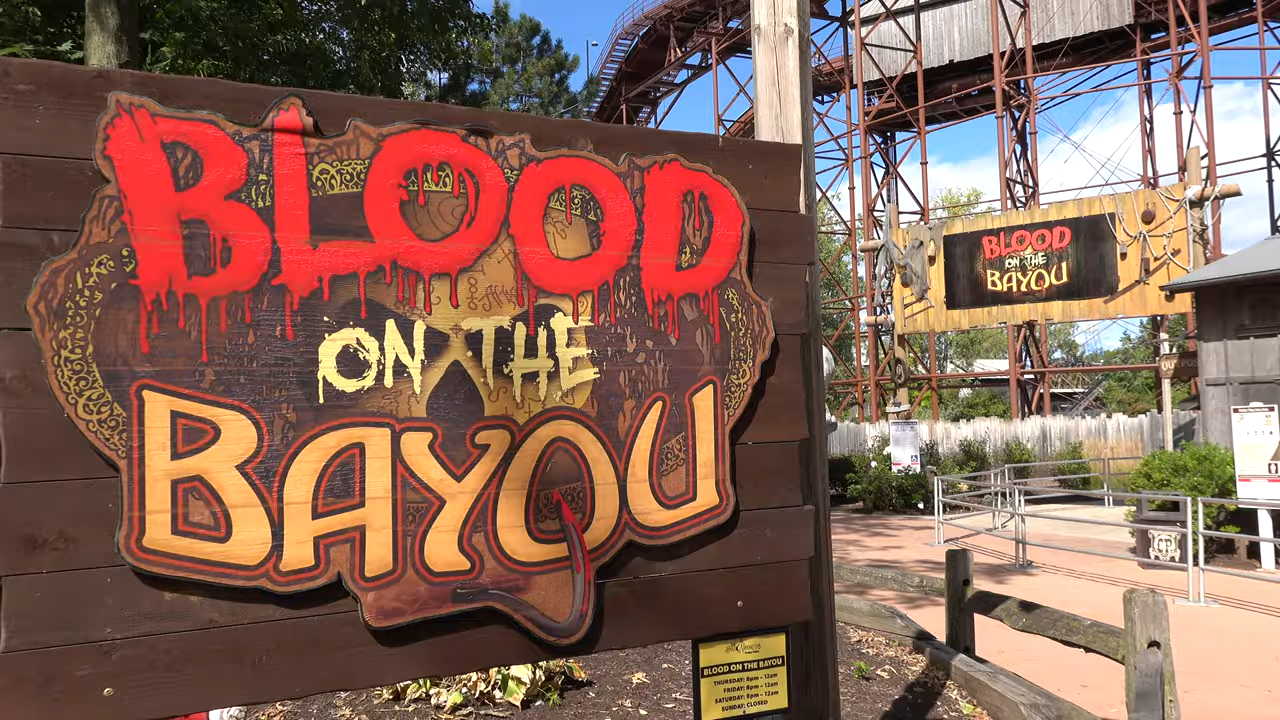 BLOOD
ON THE
BAYOU
BLOOD
ON THE
BAYOU
BLOOD ON THE BAYOU
THURSDAY: 8pm – 12am
FRIDAY: 8pm – 12am
SATURDAY: 8pm – 12am
SUNDAY: CLOSED
CP